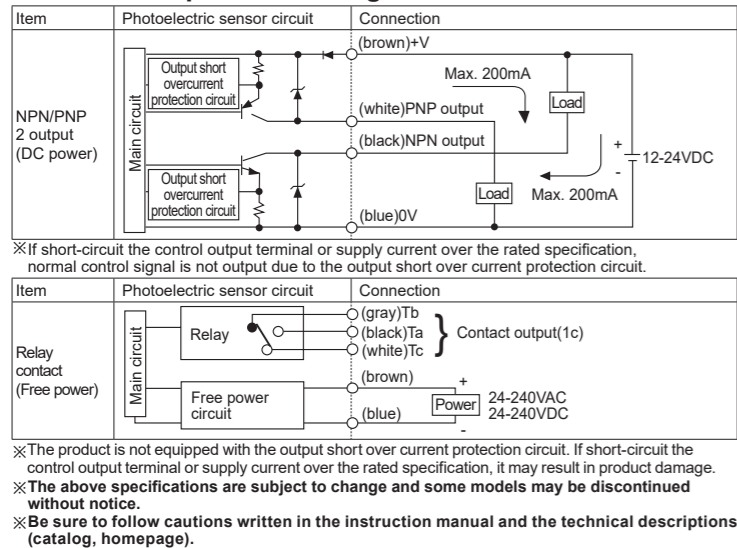 Item
Photoelectric sensor circuit
Connection
NPN/PNP
2 output
(DC power)
Main circuit
Output short
overcurrent
protection circuit
Output short
overcurrent
protection circuit
(brown)+V
Max. 200mA
Load
(white)PNP output
(black)NPN output
+
12-24VDC
-
Load
Max. 200mA
(blue)0V
※If short-circuit the control output terminal or supply current over the rated specification,
normal control signal is not output due to the output short over current protection circuit.
Item
Photoelectric sensor circuit
Connection
Relay
contact
(Free power)
Main circuit
Relay
Free power
circuit
(gray)Tb
(black)Ta
(white)Tc
Contact output(1c)
(brown)
+
Power
24-240VAC
24-240VDC
(blue)
-
※The product is not equipped with the output short over current protection circuit. If short-circuit the
control output terminal or supply current over the rated specification, it may result in product damage.
※The above specifications are subject to change and some models may be discontinued
without notice.
※Be sure to follow cautions written in the instruction manual and the technical descriptions
(catalog, homepage).